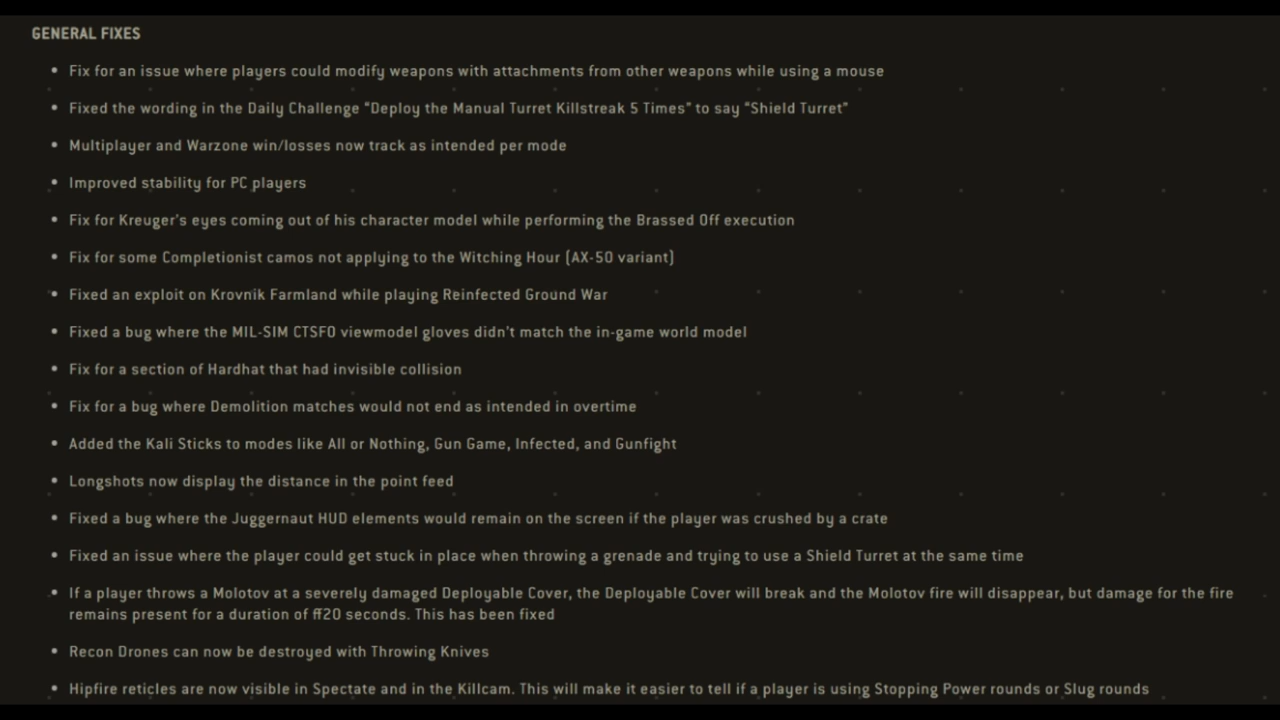 GENERAL FIXES
• Fix for an issue where players could modify weapons with attachments from other weapons while using a mouse
• Fixed the wording in the Daily Challenge “Deploy the Manual Turret Killstreak 5 Times” to say “Shield Turret”
• Multiplayer and Warzone win/losses now track as intended per mode
• Improved stability for PC players
• Fix for Kreuger’s eyes coming out of his character model while performing the Brassed Off execution
• Fix for some Completionist camos not applying to the Witching Hour (AX-50 variant)
• Fixed an exploit on Krovnik Farmland while playing Reinfected Ground War
• Fixed a bug where the MIL-SIM CTSFO viewmodel gloves didn’t match the in-game world model
• Fix for a section of Hardhat that had invisible collision
• Fix for a bug where Demolition matches would not end as intended in overtime
• Added the Kali Sticks to modes like All or Nothing, Gun Game, Infected, and Gunfight
• Longshots now display the distance in the point feed
• Fixed a bug where the Juggernaut HUD elements would remain on the screen if the player was crushed by a crate
• Fixed an issue where the player could get stuck in place when throwing a grenade and trying to use a Shield Turret at the same time
• If a player throws a Molotov at a severely damaged Deployable Cover, the Deployable Cover will break and the Molotov fire will disappear, but damage for the fire
remains present for a duration of ff20 seconds. This has been fixed
• Recon Drones can now be destroyed with Throwing Knives
• Hipfire reticles are now visible in Spectate and in the Killcam. This will make it easier to tell if a player is using Stopping Power rounds or Slug rounds